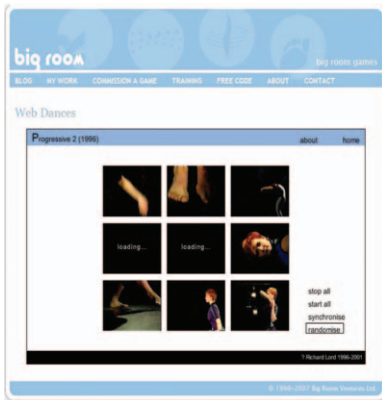 big room
big room games
BLOG MY WORK COMMISSION A GAME TRAINING FREE CODE ABOUT CONTACT
Web Dances
Progressive 2 (1996) about home
loading... loading...
stop all
start all
synchronise
randomise
? Richard Lord 1996-2001
© 1996-2007 Big Room Ventures Ltd